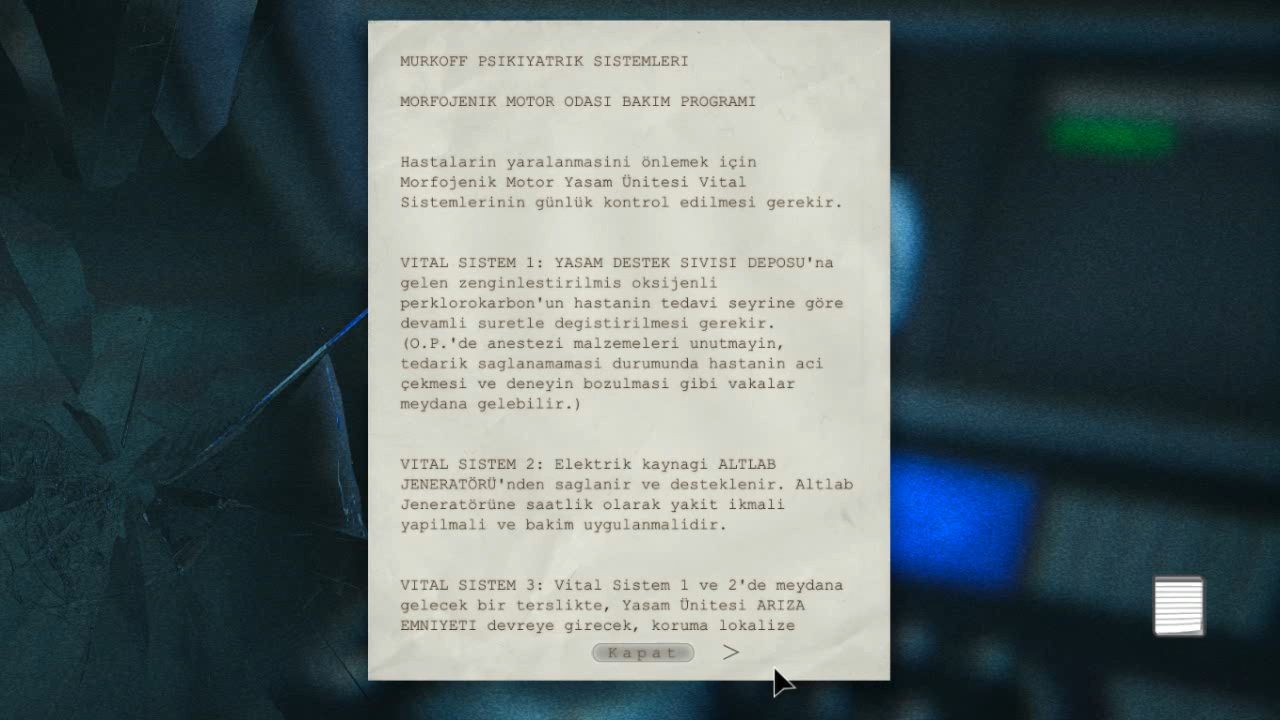 MURKOFF PSIKIYATRIK SISTEMLERI
MORFOJENIK MOTOR ODASI BAKIM PROGRAMI
Hastalarin yaralanmasini önlemek için
Morfojenik Motor Yasam Ünitesi Vital
Sistemlerinin günlük kontrol edilmesi gerekir.
VITAL SISTEM 1: YASAM DESTEK SIVISI DEPOSU'na
gelen zenginlestirilmis oksijenli
perklorokarbon'un hastanin tedavi seyrine göre
devamli suretle degistirilmesi gerekir.
(O.P.'de anestezi malzemeleri unutmayin,
tedarik saglanamamasi durumunda hastanin aci
çekmesi ve deneyin bozulmasi gibi vakalar
meydana gelebilir.)
VITAL SISTEM 2: Elektrik kaynagi ALTLAB
JENERATÖRÜ'nden saglanir ve desteklenir. Altlab
Jeneratörüne saatlik olarak yakit ikmali
yapilmali ve bakim uygulanmalidir.
VITAL SISTEM 3: Vital Sistem 1 ve 2'de meydana
gelecek bir terslikte, Yasam Ünitesi ARIZA
EMNIYETI devreye girecek, koruma lokalize
Kapat >